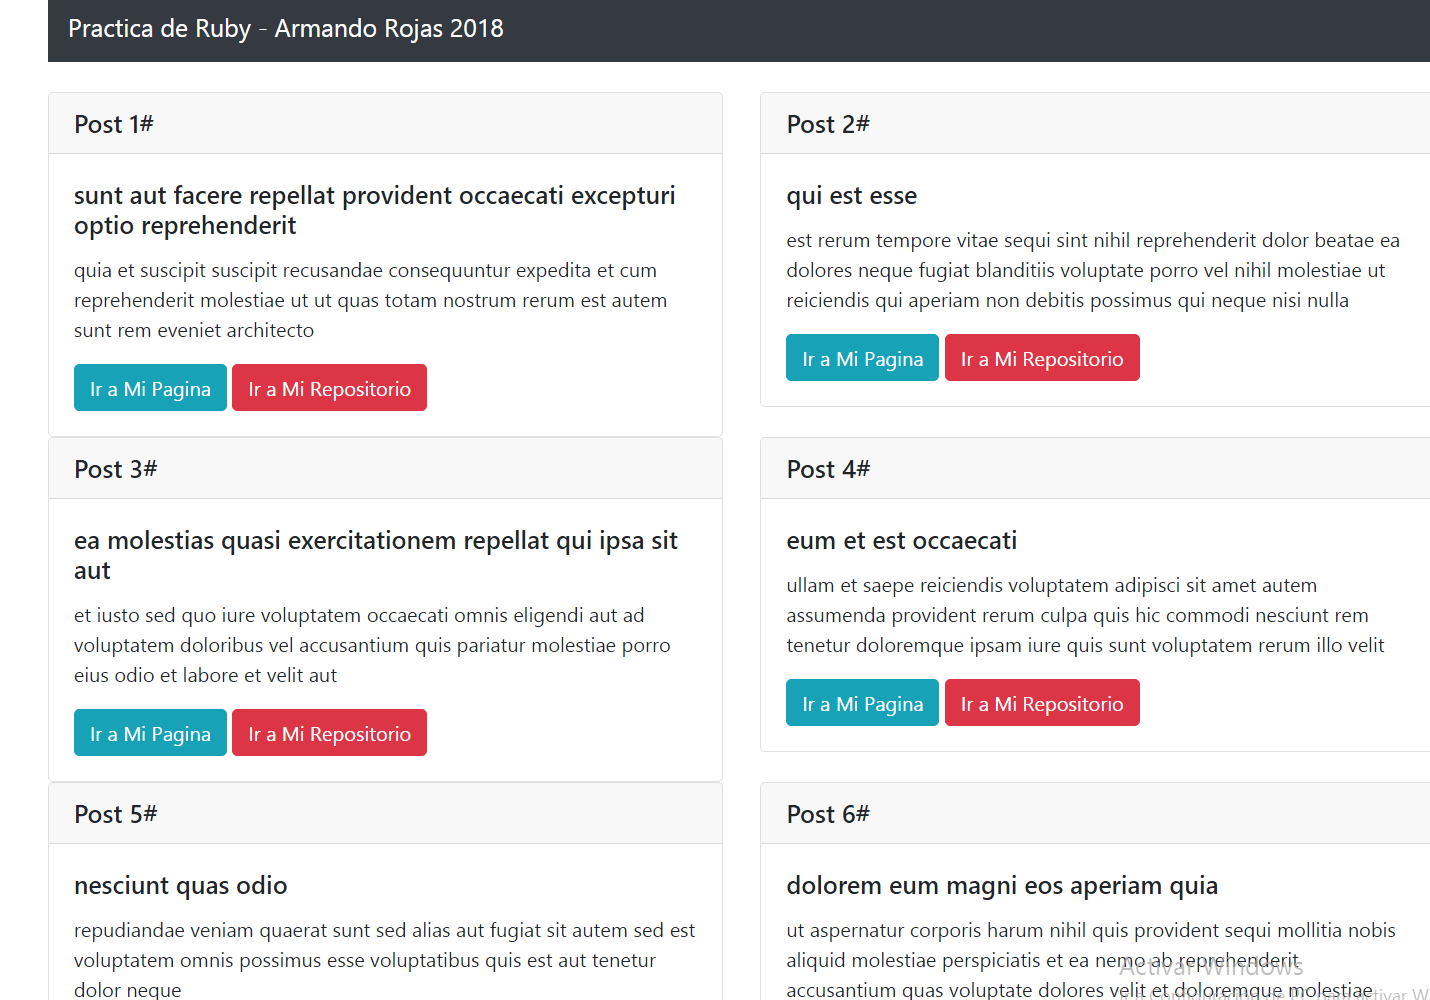 Practica de Ruby - Armando Rojas 2018
Post 1#
sunt aut facere repellat provident occaecati excepturi
optio reprehenderit
quia et suscipit suscipit recusandae consequuntur expedita et cum
reprehenderit molestiae ut ut quas totam nostrum rerum est autem
sunt rem eveniet architecto
Ir a Mi Pagina
Ir a Mi Repositorio
Post 2#
qui est esse
est rerum tempore vitae sequi sint nihil reprehenderit dolor beatae ea
dolores neque fugiat blanditiis voluptate porro vel nihil molestiae ut
reiciendis qui aperiam non debitis possimus qui neque nisi nulla
Ir a Mi Pagina
Ir a Mi Repositorio
Post 3#
ea molestias quasi exercitationem repellat qui ipsa sit
aut
et iusto sed quo iure voluptatem occaecati omnis eligendi aut ad
voluptatem doloribus vel accusantium quis pariatur molestiae porro
eius odio et labore et velit aut
Ir a Mi Pagina
Ir a Mi Repositorio
Post 4#
eum et est occaecati
ullam et saepe reiciendis voluptatem adipisci sit amet autem
assumenda provident rerum culpa quis hic commodi nesciunt rem
tenetur doloremque ipsam iure quis sunt voluptatem rerum illo velit
Ir a Mi Pagina
Ir a Mi Repositorio
Post 5#
nesciunt quas odio
repudiandae veniam quaerat sunt sed alias aut fugiat sit autem sed est
voluptatem omnis possimus esse voluptatibus quis est aut tenetur
dolor neque
Post 6#
dolorem eum magni eos aperiam quia
ut aspernatur corporis harum nihil quis provident sequi mollitia nobis
aliquid molestiae perspiciatis et ea nemo ab reprehenderit
accusantium quas voluptate dolores velit et doloremque molestiae
Activar Windows